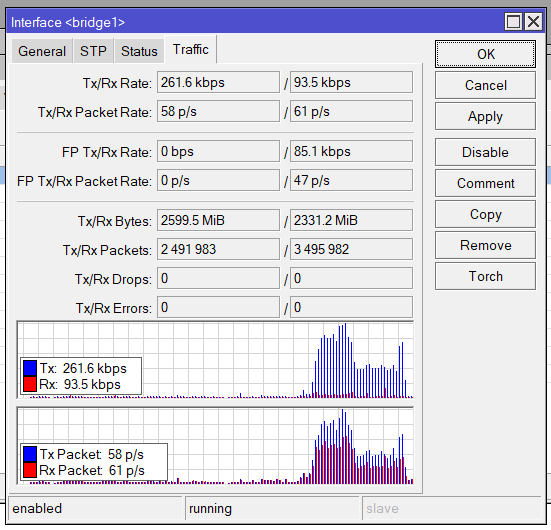 Interface <bridge1>
General STP Status Traffic
OK
Cancel
Apply
Disable
Comment
Copy
Remove
Torch
Tx/Rx Rate: 261.6 kbps / 93.5 kbps
Tx/Rx Packet Rate: 58 p/s / 61 p/s
FP Tx/Rx Rate: 0 bps / 85.1 kbps
FP Tx/Rx Packet Rate: 0 p/s / 47 p/s
Tx/Rx Bytes: 2599.5 MiB / 2331.2 MiB
Tx/Rx Packets: 2 491 983 / 3 495 982
Tx/Rx Drops: 0 / 0
Tx/Rx Errors: 0 / 0
Tx: 261.6 kbps
Rx: 93.5 kbps
Tx Packet: 58 p/s
Rx Packet: 61 p/s
enabled running slave